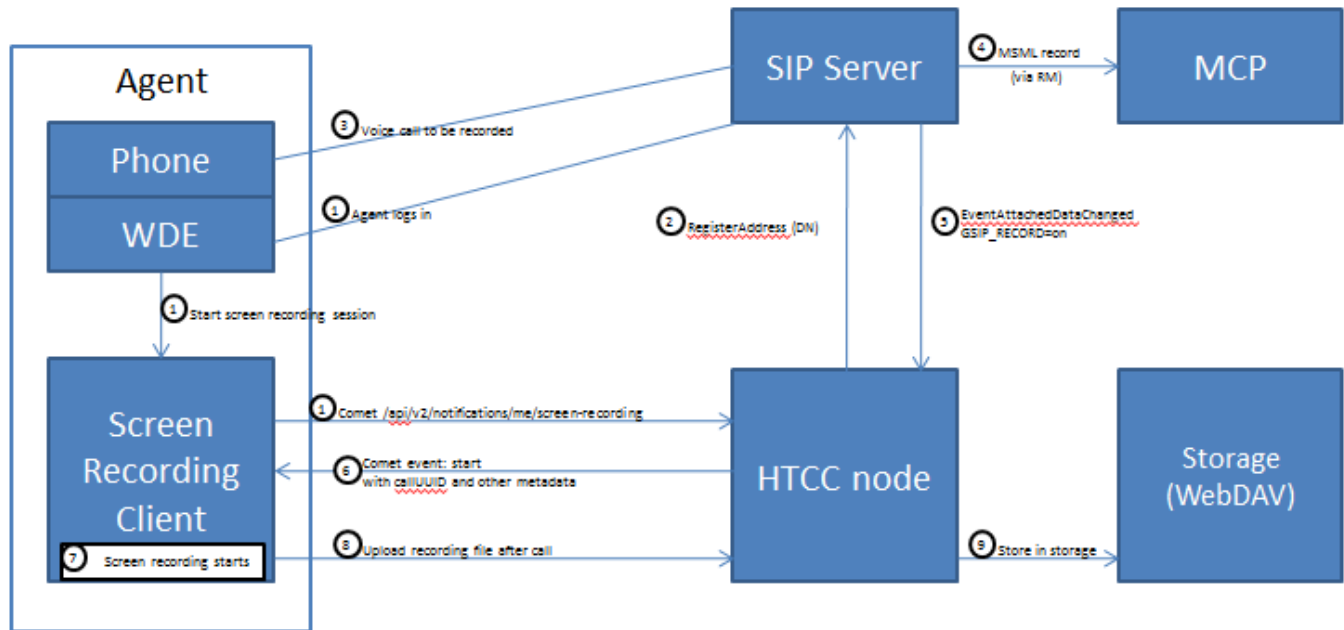 Agent
Phone
WDE
SIP Server
MCP
4 MSML record
(via RM)
3 Voice call to be recorded
1 Agent logs in
2 RegisterAddress (DN)
5 EventAttachedDataChanged
GSIP_RECORD=on
1 Start screen recording session
Screen
Recording
Client
7 Screen recording starts
1 Comet /api/v2/notifications/me/screen-recording
6 Comet event: start
with callUUID and other metadata
8 Upload recording file after call
HTCC node
9 Store in storage
Storage
(WebDAV)